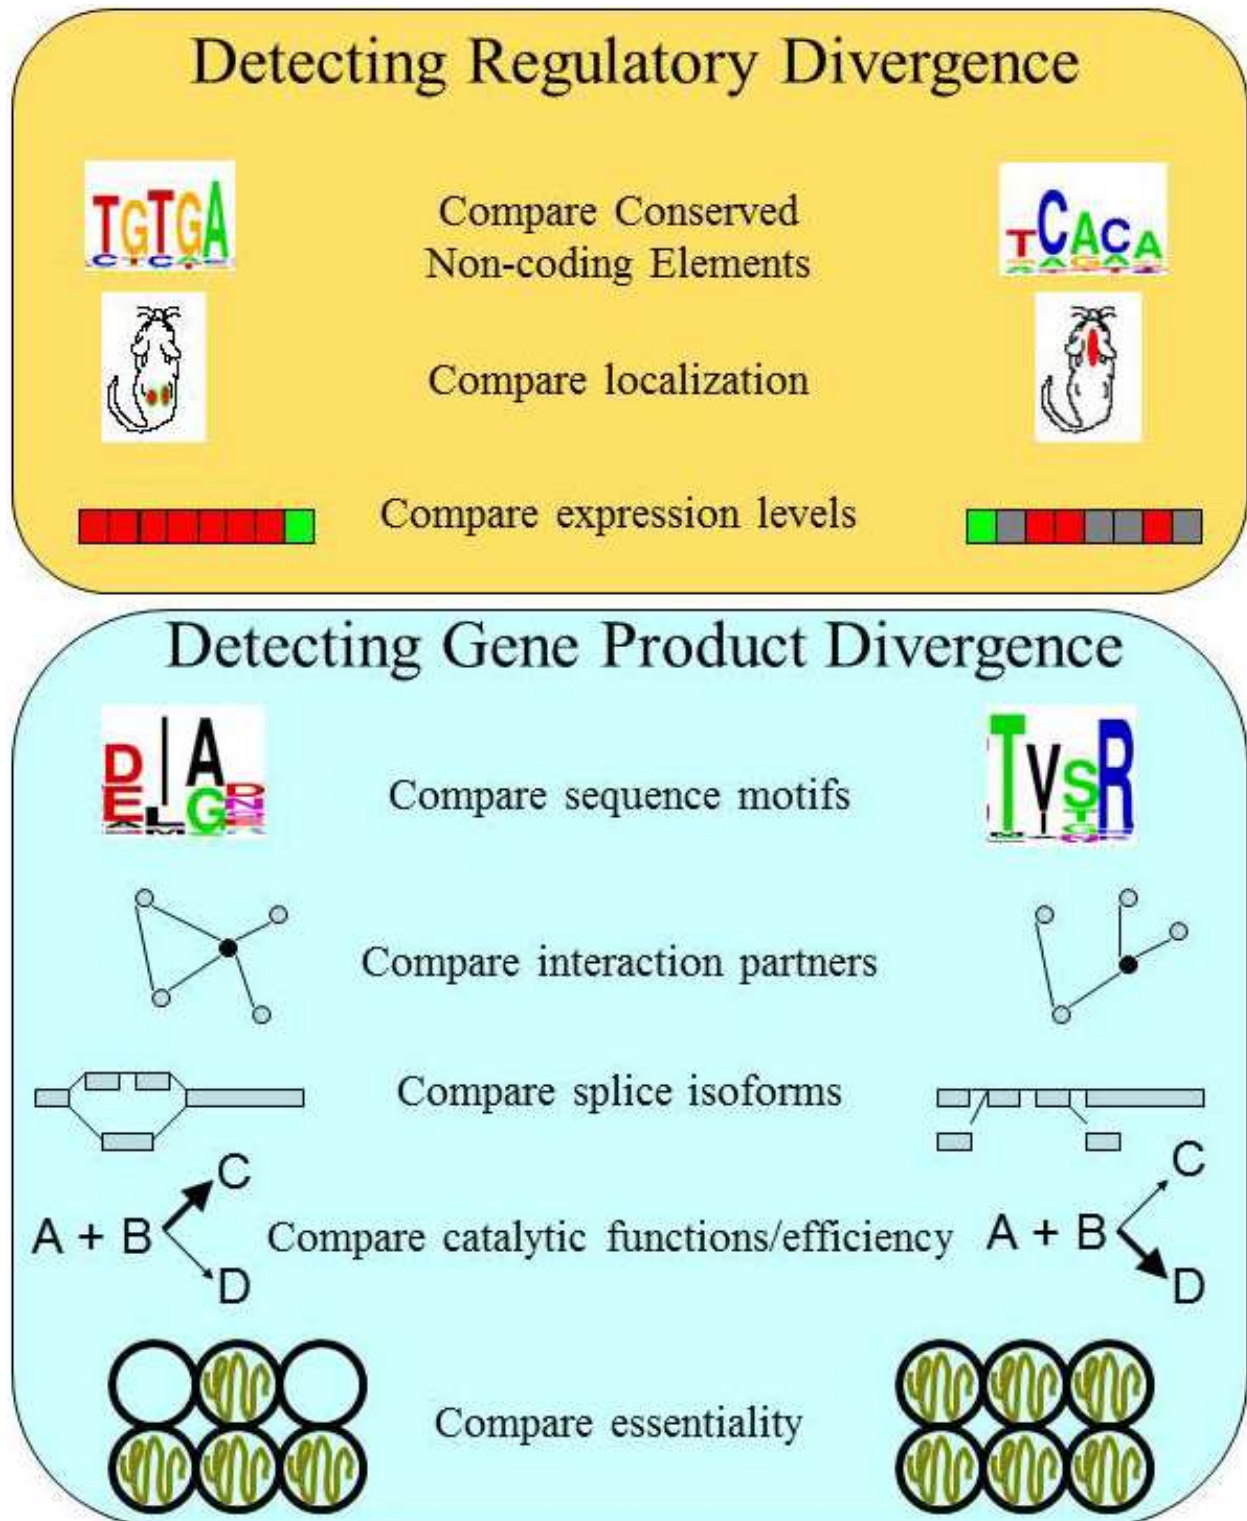 Detecting Regulatory Divergence
TGTGA
Compare Conserved
Non-coding Elements
TCACA
Compare localization
Compare expression levels
Detecting Gene Product Divergence
D I A D
E L G N
Compare sequence motifs
TVSR
Compare interaction partners
Compare splice isoforms
C
A + B
D
Compare catalytic functions/efficiency
C
A + B
D
Compare essentiality